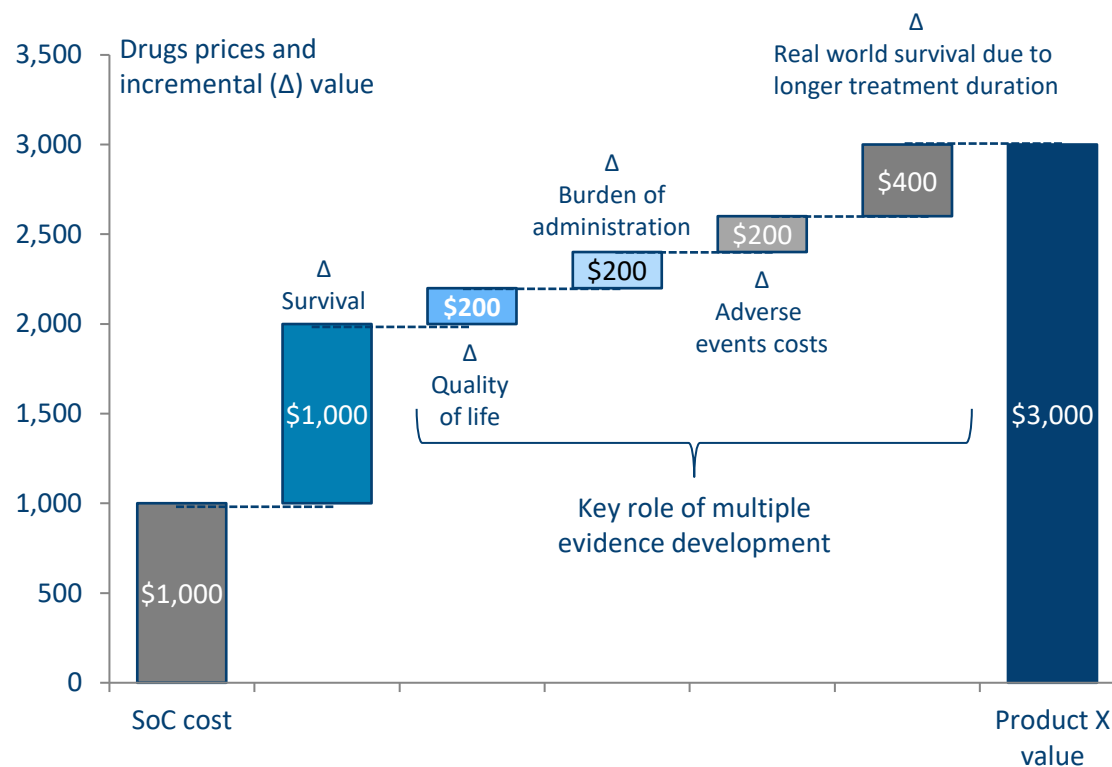 Drugs prices and
incremental (Δ) value
3,500
3,000
2,500
2,000
1,500
1,000
500
0
$1,000
SoC cost
Δ
Survival
$1,000
$200
Δ
Quality
of life
Δ
Burden of
administration
$200
$200
Δ
Adverse
events costs
Δ
Real world survival due to
longer treatment duration
$400
Key role of multiple
evidence development
$3,000
Product X
value